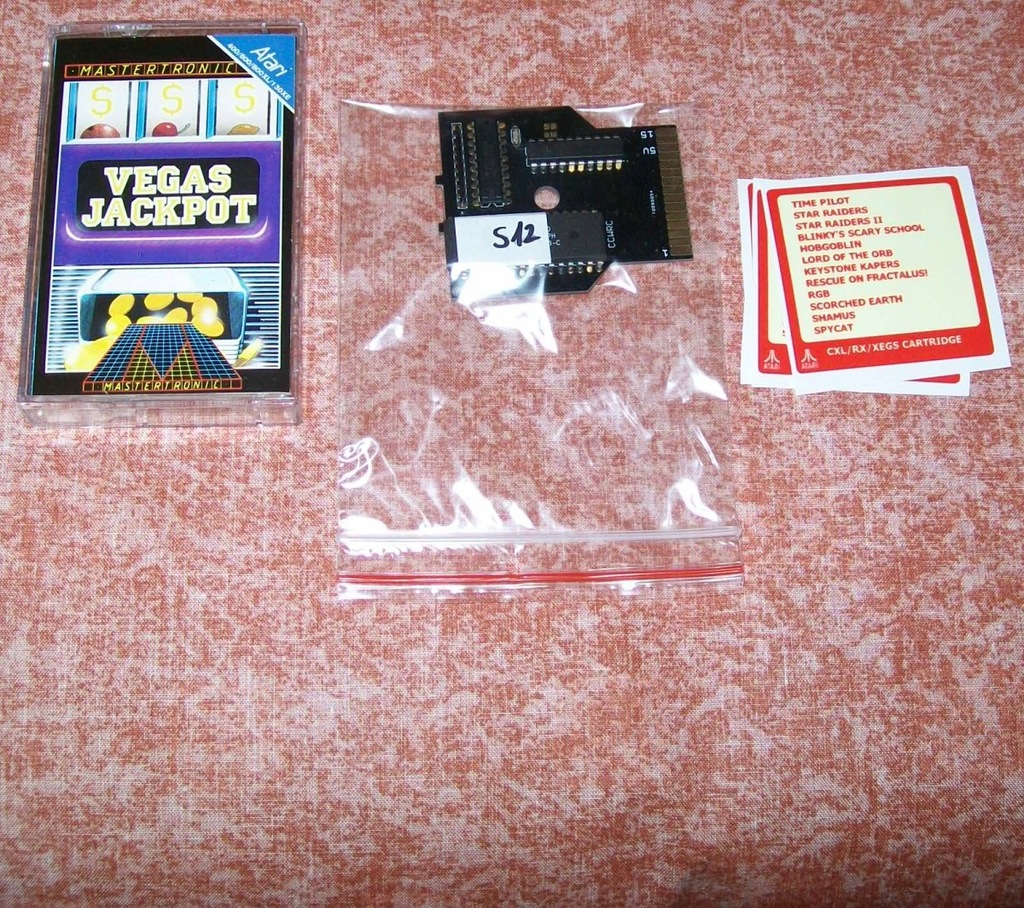 Atari
400/800/800XL/130XE
MASTERTRONIC
$ $ $
VEGAS
JACKPOT
MASTERTRONIC
15
5V
S12
CCWRC
1
TIME PILOT
STAR RAIDERS
STAR RAIDERS II
BLINKY'S SCARY SCHOOL
HOBGOBLIN
LORD OF THE ORB
KEYSTONE KAPERS
RESCUE ON FRACTALUS!
RGB
SCORCHED EARTH
SHAMUS
SPYCAT
ATARI
ATARI
CXL/RX/XEGS CARTRIDGE